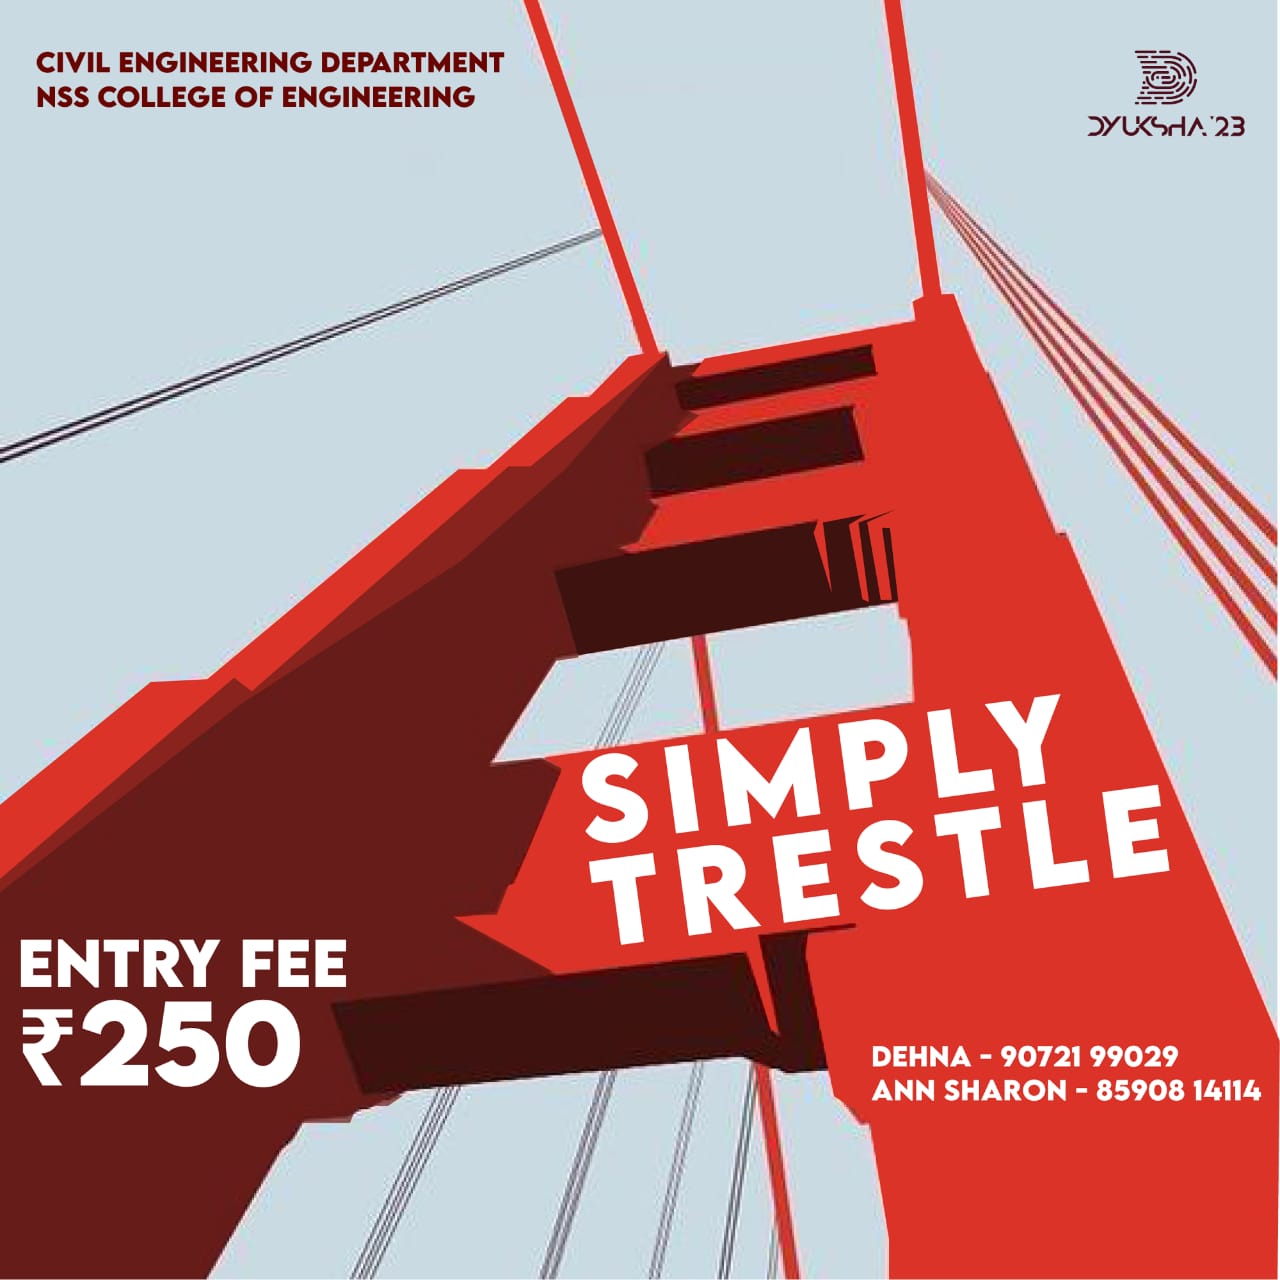 CIVIL ENGINEERING DEPARTMENT
NSS COLLEGE OF ENGINEERING
DYUKSHA '23
SIMPLY
TRESTLE
ENTRY FEE
₹250
DEHNA - 90721 99029
ANN SHARON - 85908 14114